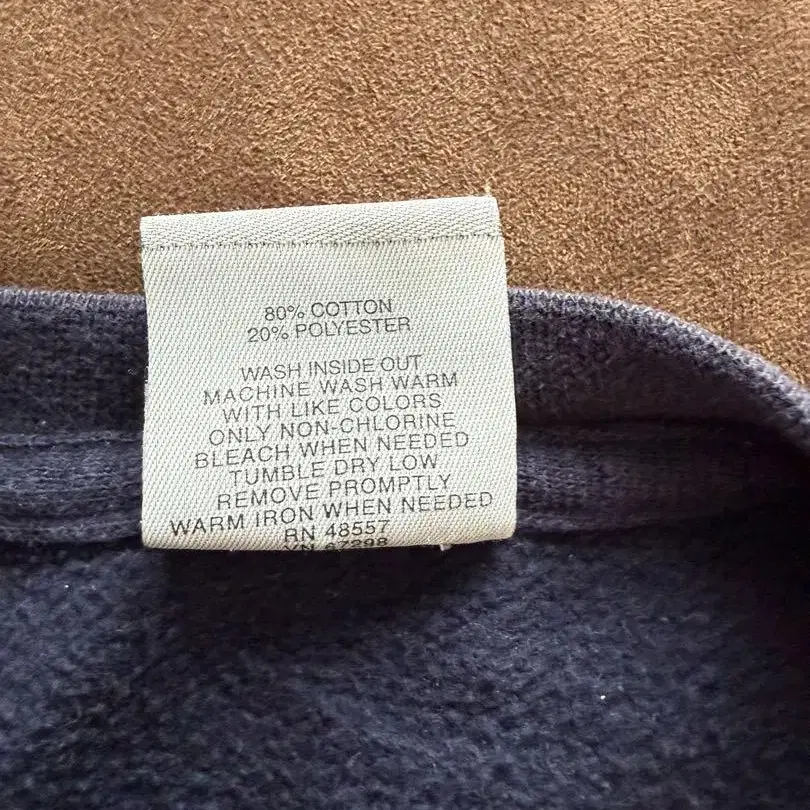 80% COTTON
20% POLYESTER
WASH INSIDE OUT
MACHINE WASH WARM
WITH LIKE COLORS
ONLY NON-CHLORINE
BLEACH WHEN NEEDED
TUMBLE DRY LOW
REMOVE PROMPTLY
WARM IRON WHEN NEEDED
RN 48557